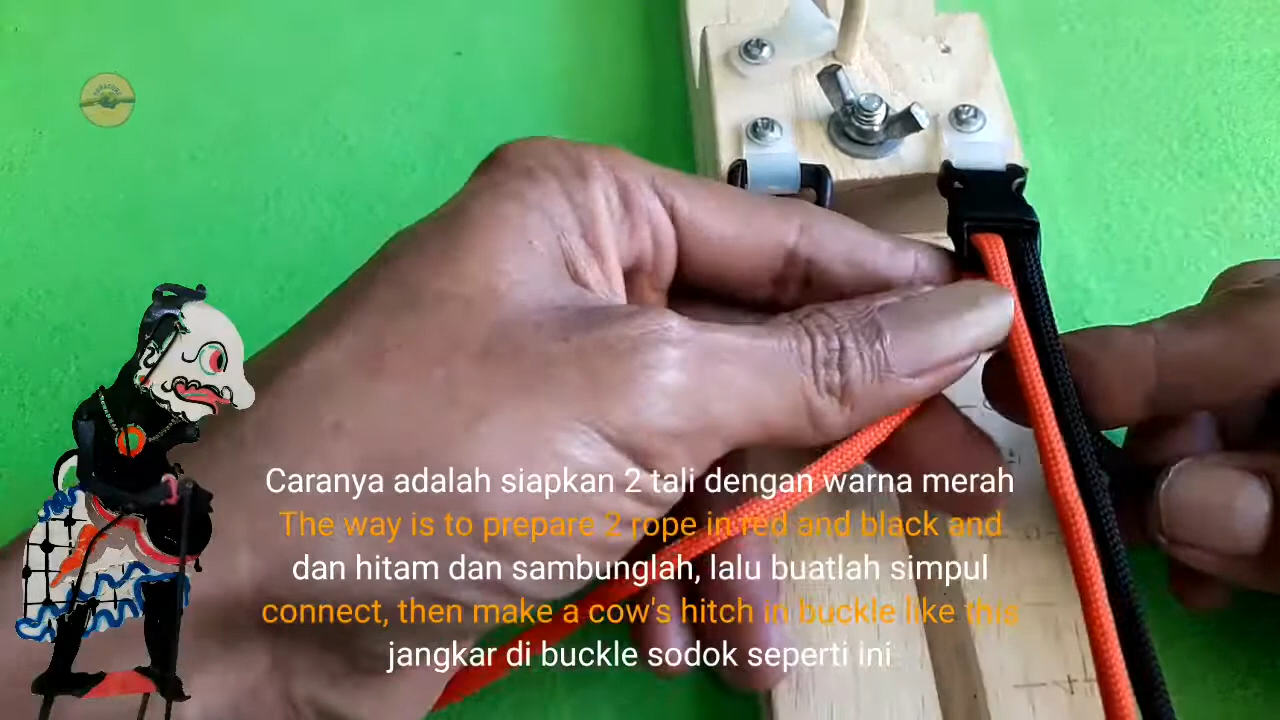 Caranya adalah siapkan 2 tali dengan warna merah
The way is to prepare 2 rope in red and black and
dan hitam dan sambunglah, lalu buatlah simpul
connect, then make a cow's hitch in buckle like this
jangkar di buckle sodok seperti ini